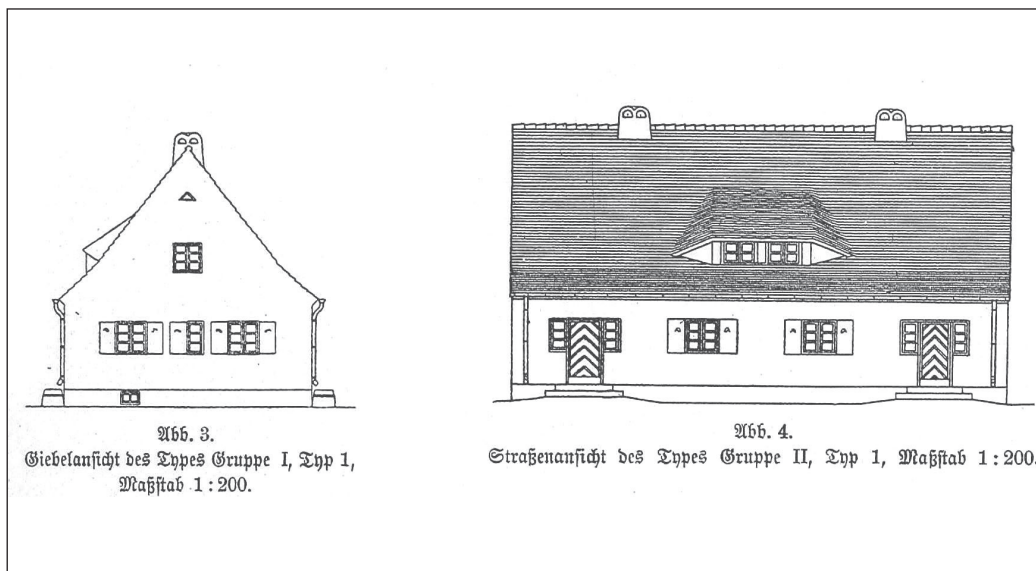 Abb. 3.
Giebelansicht des Types Gruppe I, Typ 1,
Maßstab 1:200.
Abb. 4.
Straßenansicht des Types Gruppe II, Typ 1, Maßstab 1:200.